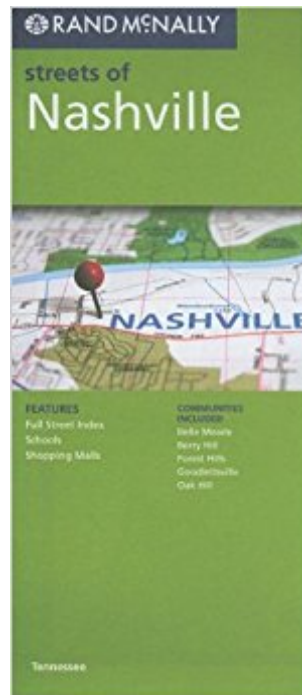 RAND McNALLY
streets of
Nashville
NASHVILLE
FEATURES
Full Street Index
Schools
Shopping Malls
COMMUNITIES
INCLUDED
Belle Meade
Berry Hill
Forest Hills
Goodlettsville
Oak Hill
Tennessee